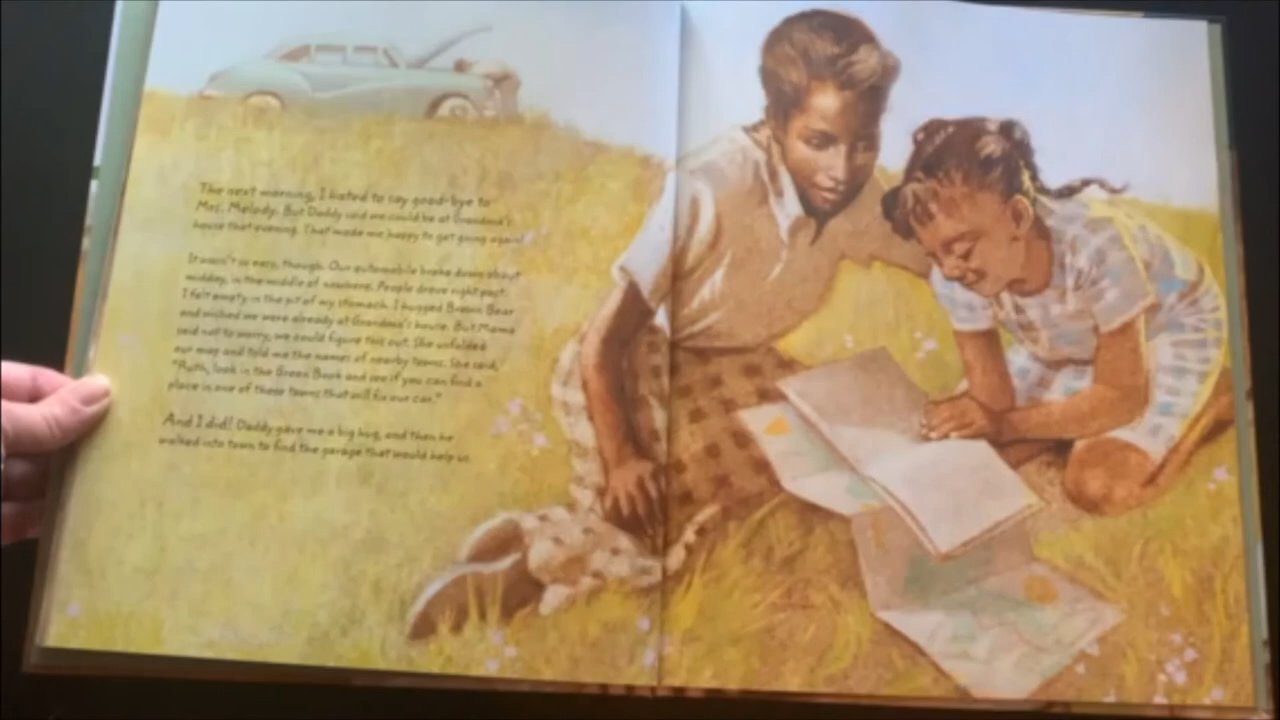 The next morning, I hated to say good-bye to
Mrs. Melody. But Daddy said we could be at Grandma's
house that evening. That made me happy to get going again!
It wasn't so easy, though. Our automobile broke down about
midday, in the middle of nowhere. People drove right past.
I felt empty in the pit of my stomach. I hugged Brown Bear
and wished we were already at Grandma's house. But Mama
said not to worry, we could figure this out. She unfolded
our map and told me the names of nearby towns. She said,
"Ruth, look in the Green Book and see if you can find a
place in one of these towns that will fix our car."
And I did! Daddy gave me a big hug, and then he
walked into town to find the garage that would help us.